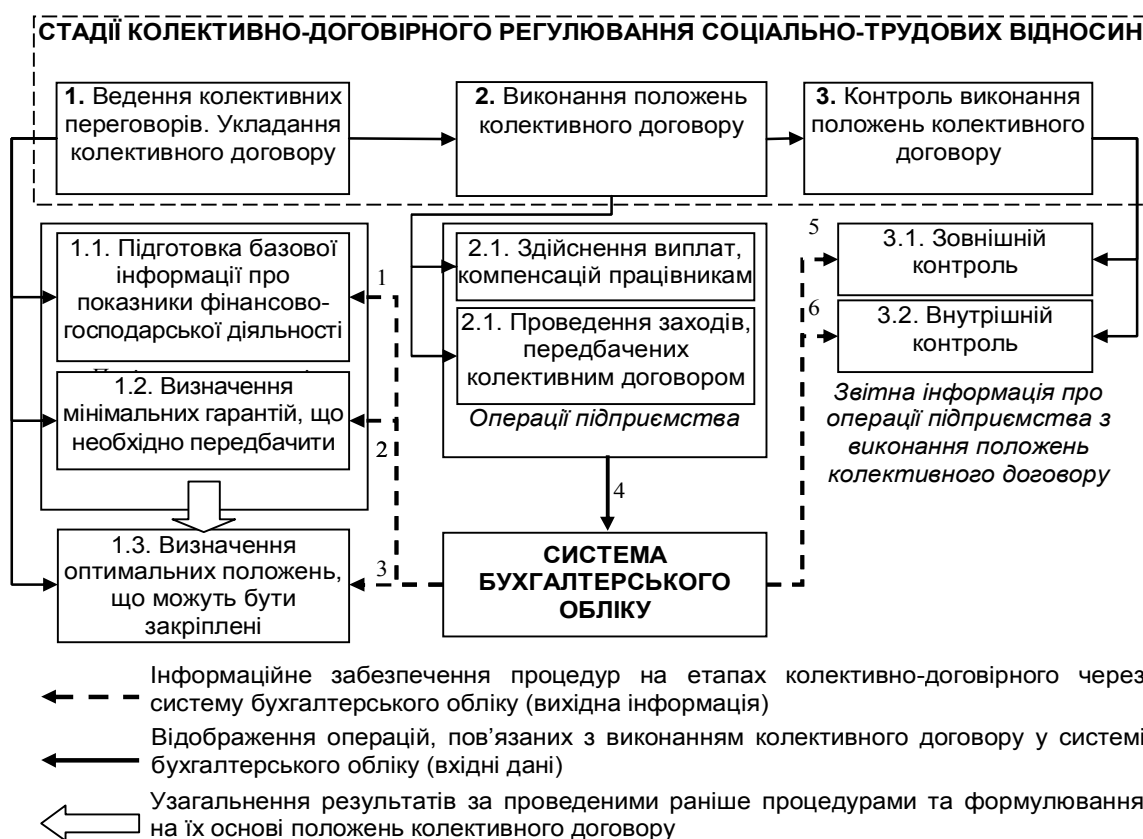 СТАДІЇ КОЛЕКТИВНО-ДОГОВІРНОГО РЕГУЛЮВАННЯ СОЦІАЛЬНО-ТРУДОВИХ ВІДНОСИН
1. Ведення колективних
переговорів. Укладання
колективного договору
2. Виконання положень
колективного договору
3. Контроль виконання
положень колективного
договору
1.1. Підготовка базової
інформації про
показники фінансово-
господарської діяльності
1
1.2. Визначення
мінімальних гарантій, що
необхідно передбачити
2
1.3. Визначення
оптимальних положень,
що можуть бути
закріплені
3
2.1. Здійснення виплат,
компенсацій працівникам
2.1. Проведення заходів,
передбачених
колективним договором
Операції підприємства
4
СИСТЕМА
БУХГАЛТЕРСЬКОГО
ОБЛІКУ
5
3.1. Зовнішній
контроль
6
3.2. Внутрішній
контроль
Звітна інформація про
операції підприємства з
виконання положень
колективного договору
Інформаційне забезпечення процедур на етапах колективно-договірного через
систему бухгалтерського обліку (вихідна інформація)
Відображення операцій, пов’язаних з виконанням колективного договору у системі
бухгалтерського обліку (вхідні дані)
Узагальнення результатів за проведеними раніше процедурами та формулювання
на їх основі положень колективного договору